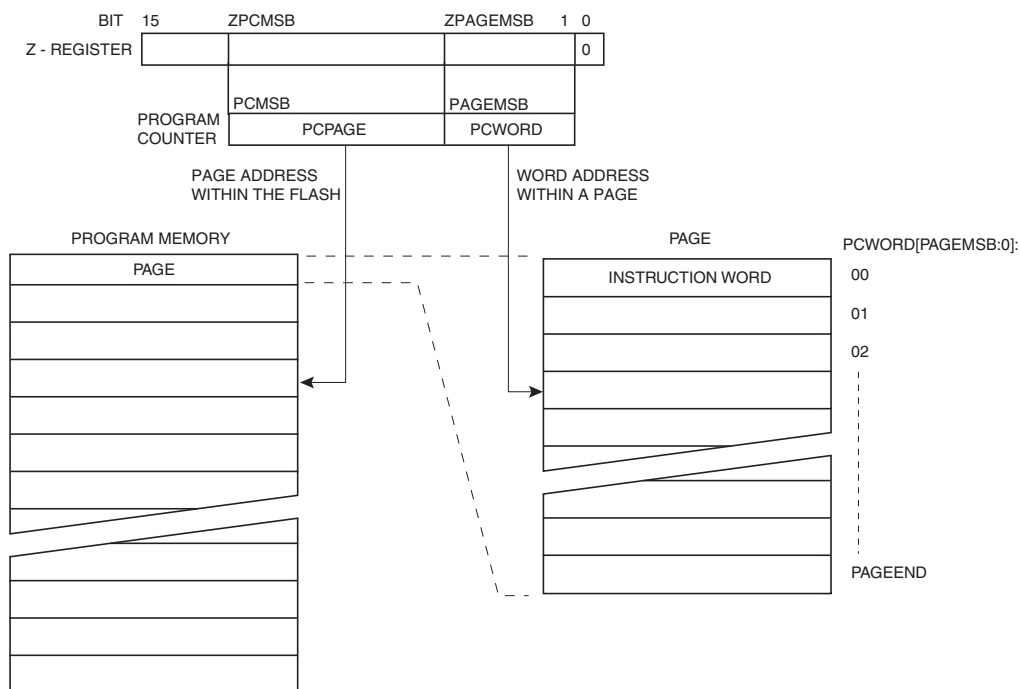 BIT 15 ZPCMSB ZPAGEMSB 1 0
Z - REGISTER 0
PCMSB PAGEMSB
PROGRAM
COUNTER
PCPAGE PCWORD
PAGE ADDRESS
WITHIN THE FLASH
WORD ADDRESS
WITHIN A PAGE
PROGRAM MEMORY
PAGE
PAGE
PCWORD[PAGEMSB:0]:
INSTRUCTION WORD
00
01
02
PAGEEND